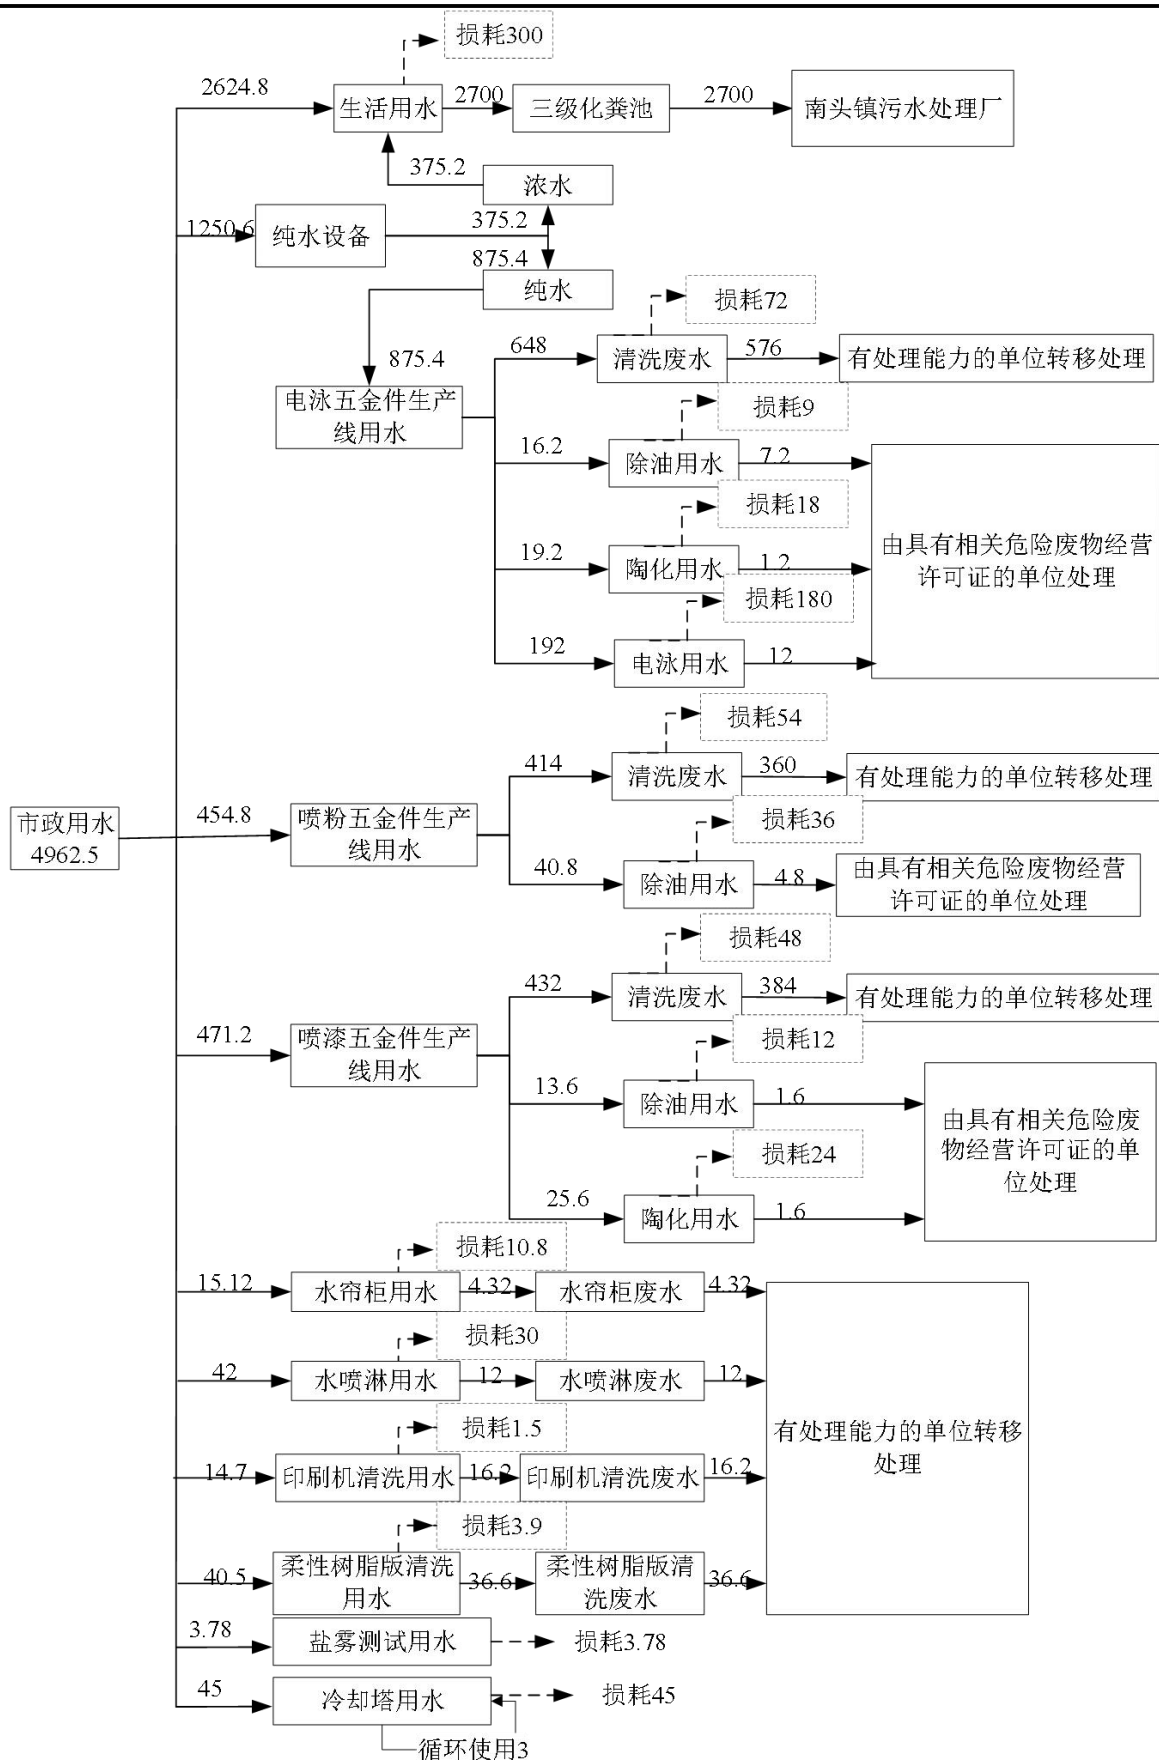 损耗300
2624.8
生活用水
2700
三级化粪池
2700
南头镇污水处理厂
375.2
浓水
1250.6
纯水设备
375.2
875.4
纯水
损耗72
875.4
648
清洗废水
576
有处理能力的单位转移处理
电泳五金件生产
线用水
损耗9
16.2
除油用水
7.2
损耗18
由具有相关危险废物经营
许可证的单位处理
19.2
陶化用水
1.2
损耗180
192
电泳用水
12
损耗54
414
清洗废水
360
有处理能力的单位转移处理
市政用水
4962.5
454.8
喷粉五金件生产
线用水
损耗36
40.8
除油用水
4.8
由具有相关危险废物经营
许可证的单位处理
损耗48
432
清洗废水
384
有处理能力的单位转移处理
471.2
喷漆五金件生产
线用水
损耗12
13.6
除油用水
1.6
由具有相关危险废
物经营许可证的单
位处理
损耗24
25.6
陶化用水
1.6
损耗10.8
15.12
水帘柜用水
4.32
水帘柜废水
4.32
损耗30
42
水喷淋用水
12
水喷淋废水
12
有处理能力的单位转移
处理
损耗1.5
14.7
印刷机清洗用水
16.2
印刷机清洗废水
16.2
损耗3.9
40.5
柔性树脂版清洗
用水
36.6
柔性树脂版清
洗废水
36.6
3.78
盐雾测试用水
损耗3.78
45
冷却塔用水
损耗45
循环使用3